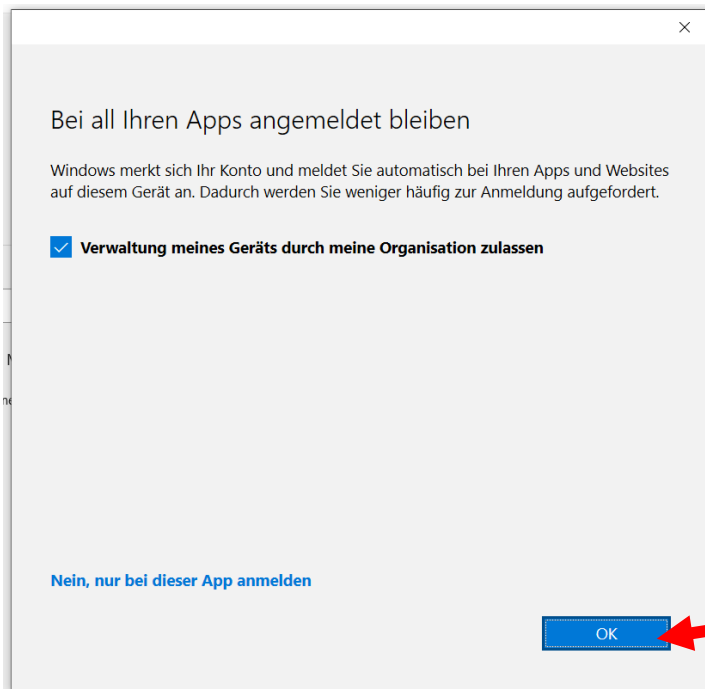 Bei all Ihren Apps angemeldet bleiben
Windows merkt sich Ihr Konto und meldet Sie automatisch bei Ihren Apps und Websites
auf diesem Gerät an. Dadurch werden Sie weniger häufig zur Anmeldung aufgefordert.
Verwaltung meines Geräts durch meine Organisation zulassen
Nein, nur bei dieser App anmelden
OK